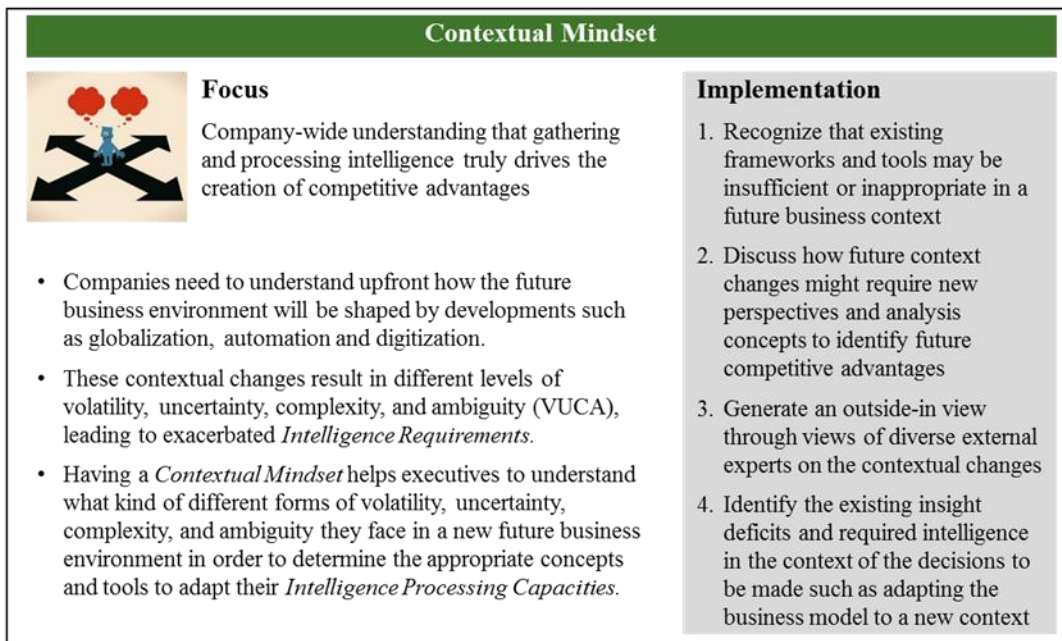 Contextual Mindset
Focus
Company-wide understanding that gathering
and processing intelligence truly drives the
creation of competitive advantages
• Companies need to understand upfront how the future
business environment will be shaped by developments such
as globalization, automation and digitization.
• These contextual changes result in different levels of
volatility, uncertainty, complexity, and ambiguity (VUCA),
leading to exacerbated Intelligence Requirements.
• Having a Contextual Mindset helps executives to understand
what kind of different forms of volatility, uncertainty,
complexity, and ambiguity they face in a new future business
environment in order to determine the appropriate concepts
and tools to adapt their Intelligence Processing Capacities.
Implementation
1. Recognize that existing
frameworks and tools may be
insufficient or inappropriate in a
future business context
2. Discuss how future context
changes might require new
perspectives and analysis
concepts to identify future
competitive advantages
3. Generate an outside-in view
through views of diverse external
experts on the contextual changes
4. Identify the existing insight
deficits and required intelligence
in the context of the decisions to
be made such as adapting the
business model to a new context